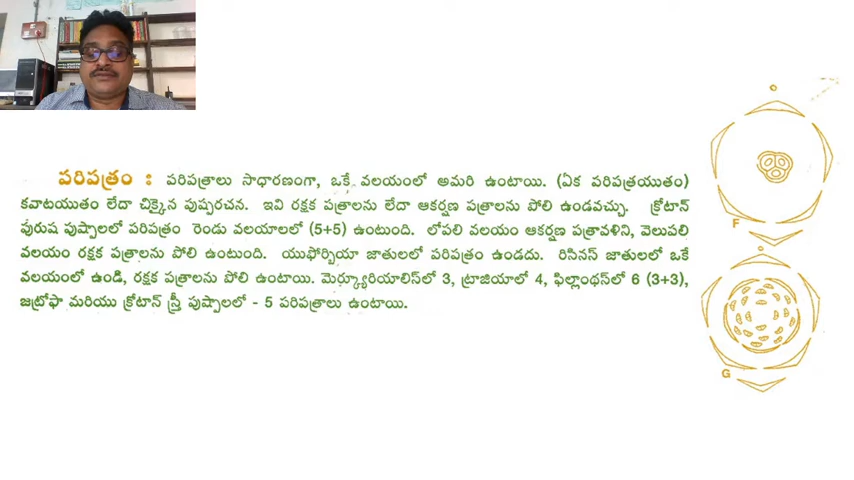 పరిపత్రం : పరిపత్రాలు సాధారణంగా, ఒకే వలయంలో అమరి ఉంటాయి. (ఏక పరిపత్రయుతం)
కవాటయుతం లేదా చిక్కైన పుష్పరచన. ఇవి రక్షక పత్రాలను లేదా ఆకర్షణ పత్రాలను పోలి ఉండవచ్చు. క్రోటాన్
పురుష పుష్పాలలో పరిపత్రం రెండు వలయాలలో (5+5) ఉంటుంది. లోపలి వలయం ఆకర్షణ పత్రావళిని, వెలుపలి
వలయం రక్షక పత్రాలను పోలి ఉంటుంది. యుఫోర్బియా జాతులలో పరిపత్రం ఉండదు. రిసినస్ జాతులలో ఒకే
వలయంలో ఉండి, రక్షక పత్రాలను పోలి ఉంటాయి. మెర్క్యూరియాలిస్‌లో 3, ట్రాజియాలో 4, ఫిల్లాంథస్‌లో 6 (3+3),
జట్రోఫా మరియు క్రోటాన్ స్త్రీ పుష్పాలలో - 5 పరిపత్రాలు ఉంటాయి.
F
G